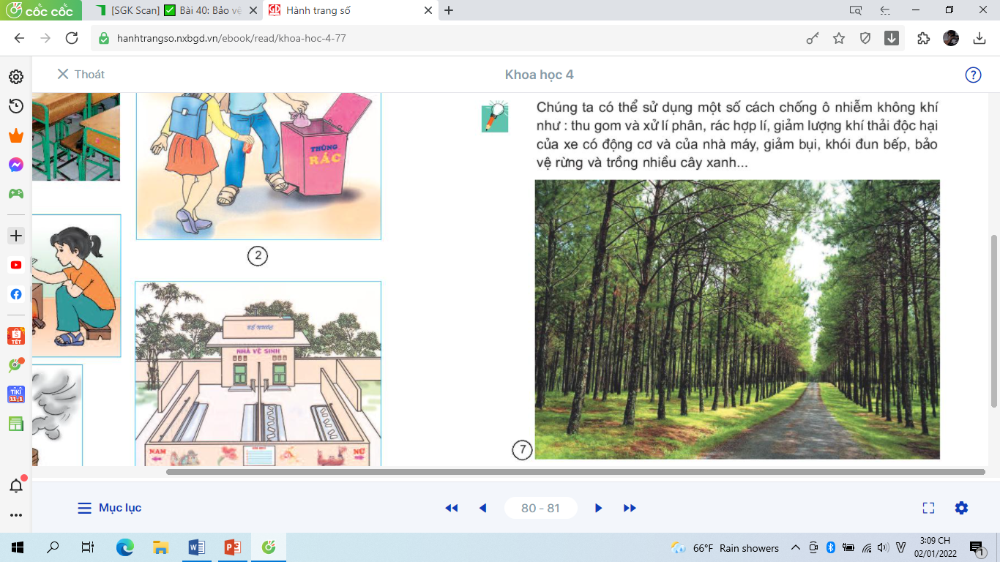 cốc cốc
[SGK Scan] ✅ Bài 40: Bảo vệ
Hành trang số
hanhtrangso.nxbgd.vn/ebook/read/khoa-hoc-4-77
Thoát
Khoa học 4
?
THÙNG
RÁC
2
BỂ NƯỚC
NHÀ VỆ SINH
NAM
NỮ
Chúng ta có thể sử dụng một số cách chống ô nhiễm không khí
như : thu gom và xử lí phân, rác hợp lí, giảm lượng khí thải độc hại
của xe có động cơ và của nhà máy, giảm bụi, khói đun bếp, bảo
vệ rừng và trồng nhiều cây xanh...
7
S
TẾT
TIKI
Mục lục
80 - 81
66°F Rain showers
3:09 CH
02/01/2022
1